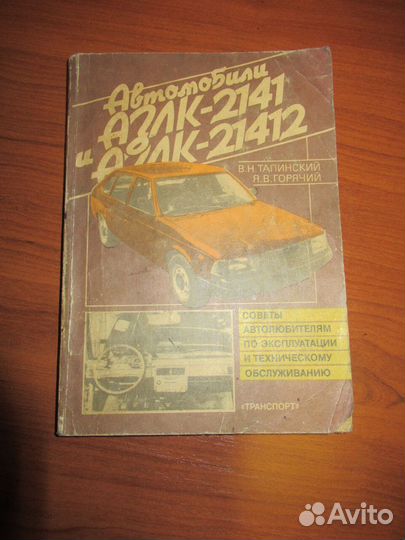 Автомобили
АЗЛК-2141
и АЗЛК-21412
В.Н.ТАПИНСКИЙ
Я.В.ГОРЯЧИЙ
СОВЕТЫ
АВТОЛЮБИТЕЛЯМ
ПО ЭКСПЛУАТАЦИИ
И ТЕХНИЧЕСКОМУ
ОБСЛУЖИВАНИЮ
«ТРАНСПОРТ»
Avito